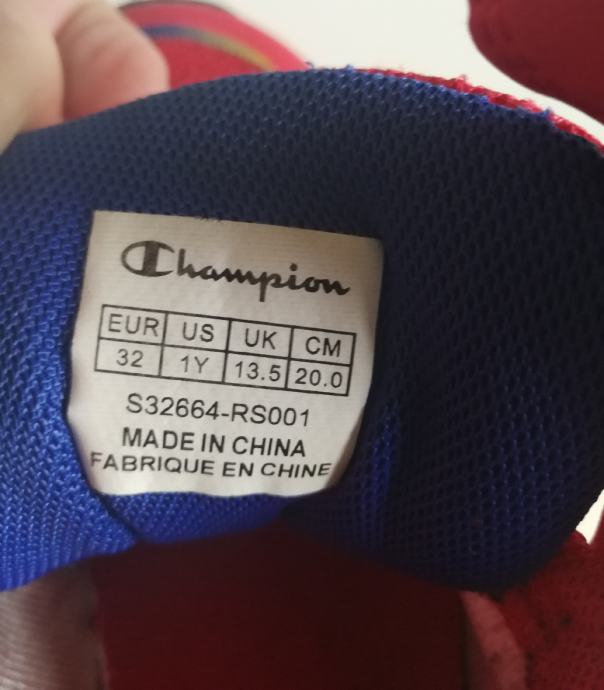 Champion
EUR US UK CM
32 1Y 13.5 20.0
S32664-RS001
MADE IN CHINA
FABRIQUE EN CHINE